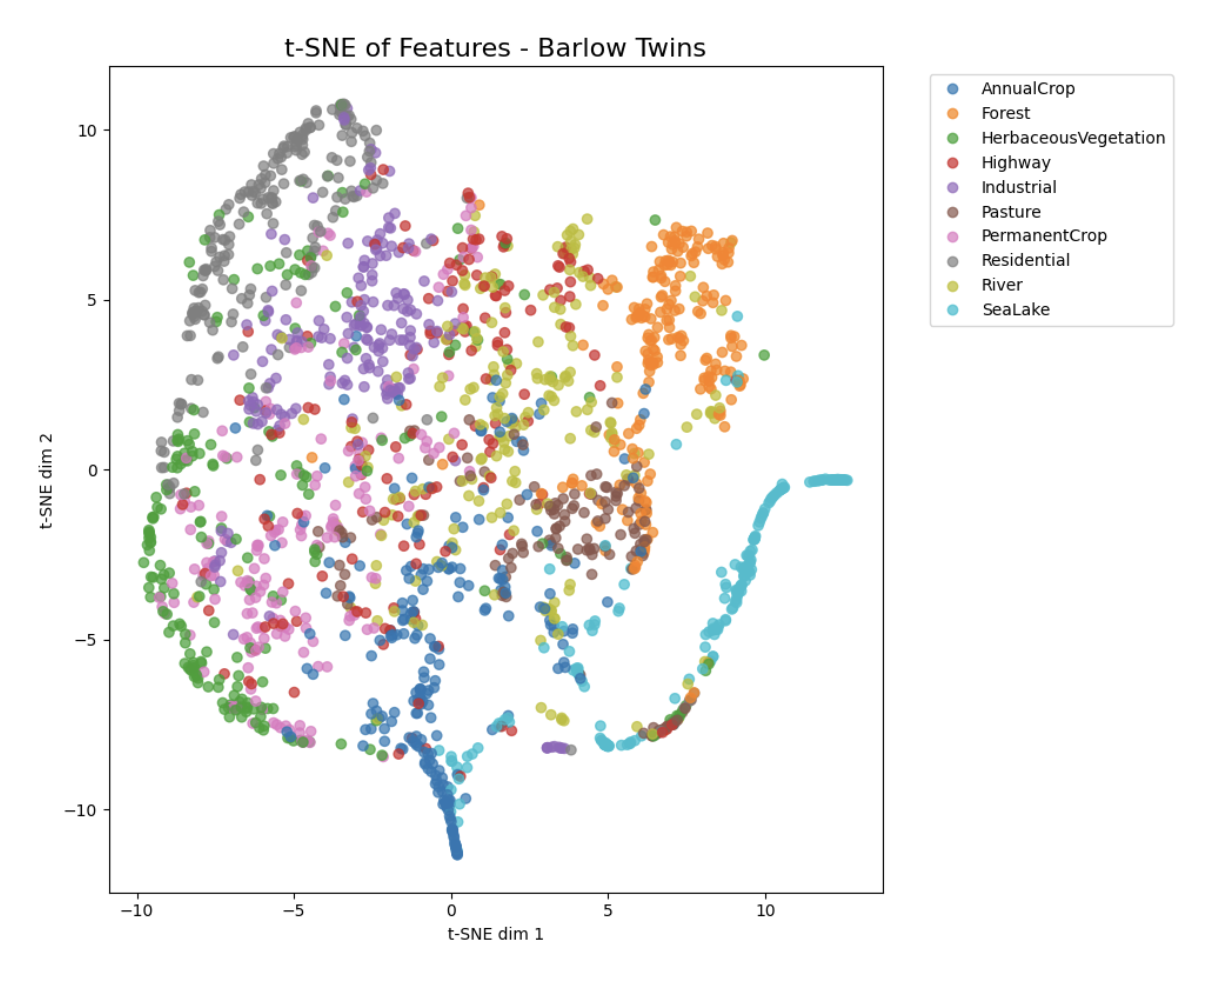 t-SNE of Features - Barlow Twins
AnnualCrop
Forest
HerbaceousVegetation
Highway
Industrial
Pasture
PermanentCrop
Residential
River
SeaLake
10
5
0
−5
−10
t-SNE dim 2
−10
−5
0
5
10
t-SNE dim 1